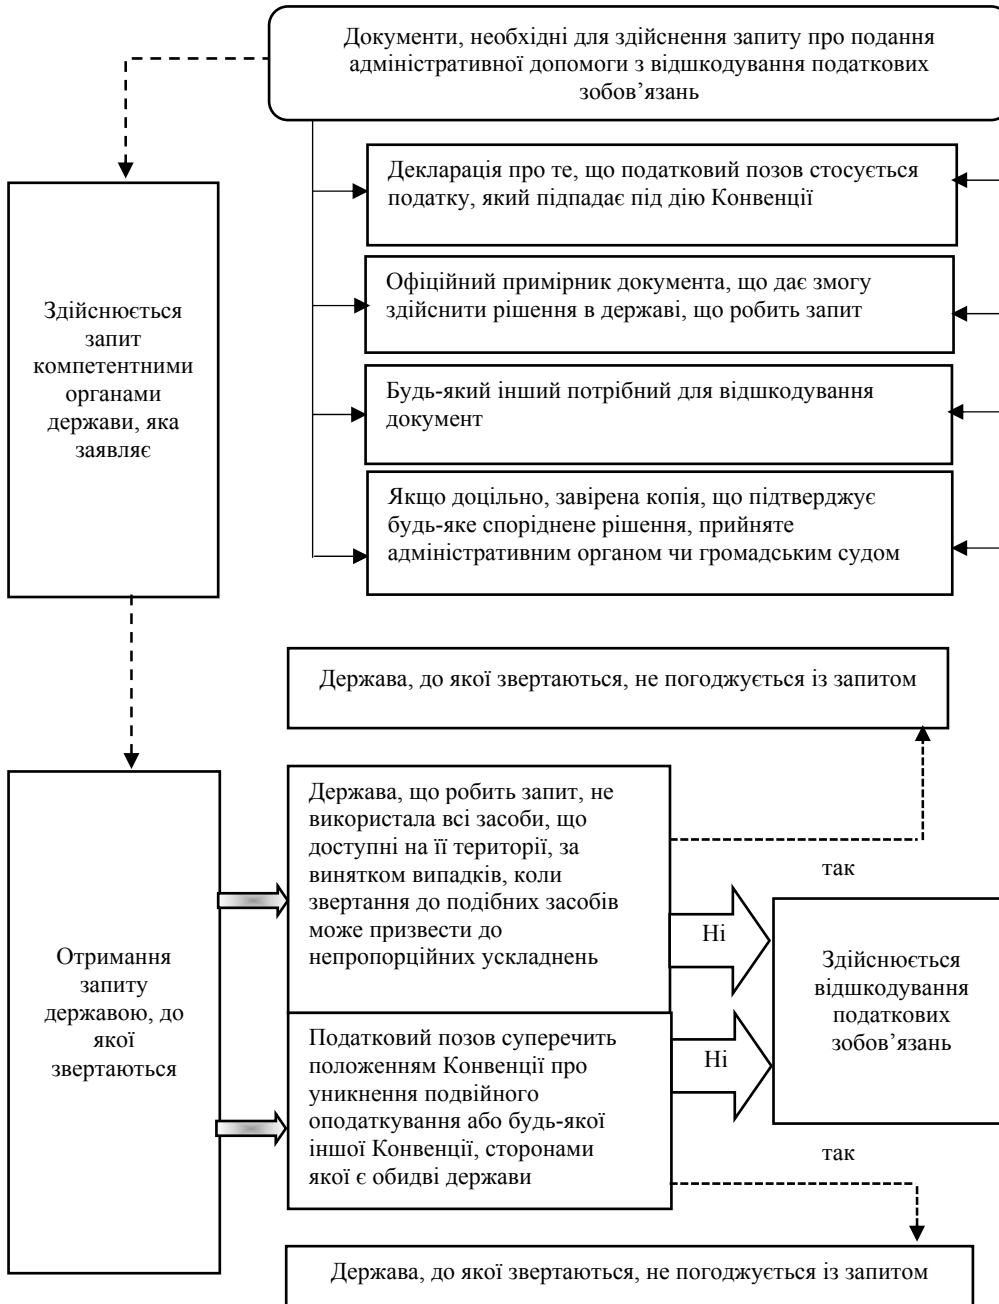 Документи, необхідні для здійснення запиту про подання
адміністративної допомоги з відшкодування податкових
зобов’язань
Декларація про те, що податковий позов стосується
податку, який підпадає під дію Конвенції
Офіційний примірник документа, що дає змогу
здійснити рішення в державі, що робить запит
Будь-який інший потрібний для відшкодування
документ
Якщо доцільно, завірена копія, що підтверджує
будь-яке споріднене рішення, прийняте
адміністративним органом чи громадським судом
Здійснюється
запит
компетентними
органами
держави, яка
заявляє
Держава, до якої звертаються, не погоджується із запитом
Держава, що робить запит, не
використала всі засоби, що
доступні на її території, за
винятком випадків, коли
звертання до подібних засобів
може призвести до
непропорційних ускладнень
так
Ні
Отримання
запиту
державою, до
якої
звертаються
Здійснюється
відшкодування
податкових
зобов’язань
Податковий позов суперечить
положенням Конвенції про
уникнення подвійного
оподаткування або будь-якої
іншої Конвенції, сторонами
якої є обидві держави
Ні
так
Держава, до якої звертаються, не погоджується із запитом